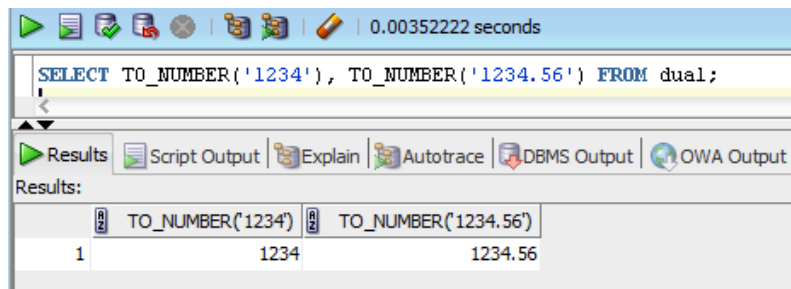 0.00352222 seconds
SELECT TO_NUMBER('1234'), TO_NUMBER('1234.56') FROM dual;
Results Script Output Explain Autotrace DBMS Output OWA Output
Results:
TO_NUMBER('1234') TO_NUMBER('1234.56')
1 1234 1234.56